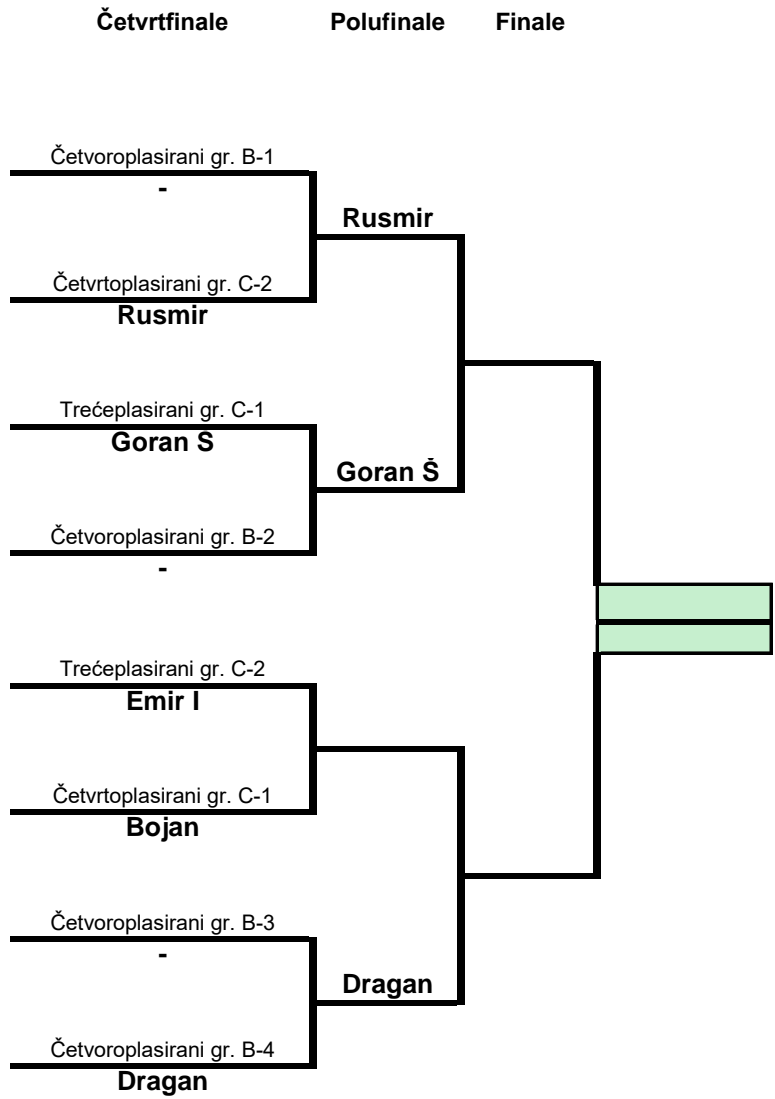 Četvrtfinale Polufinale Finale
Četvoroplasirani gr. B-1
-
Rusmir
Četvrtoplasirani gr. C-2
Rusmir
Trećeplasirani gr. C-1
Goran Š
Goran Š
Četvoroplasirani gr. B-2
-
Trećeplasirani gr. C-2
Emir I
Četvrtoplasirani gr. C-1
Bojan
Četvoroplasirani gr. B-3
-
Dragan
Četvoroplasirani gr. B-4
Dragan